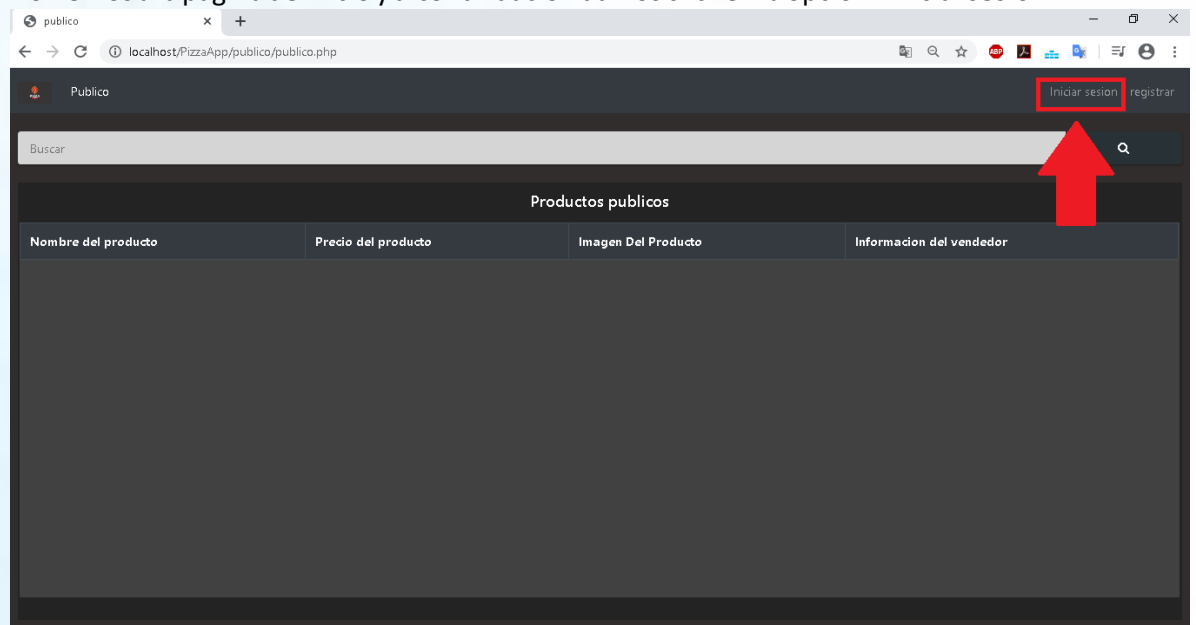 publico
localhost/PizzaApp/publico/publico.php
ABP
Publico
Iniciar sesion registrar
Buscar
Productos publicos
Nombre del producto Precio del producto Imagen Del Producto Informacion del vendedor